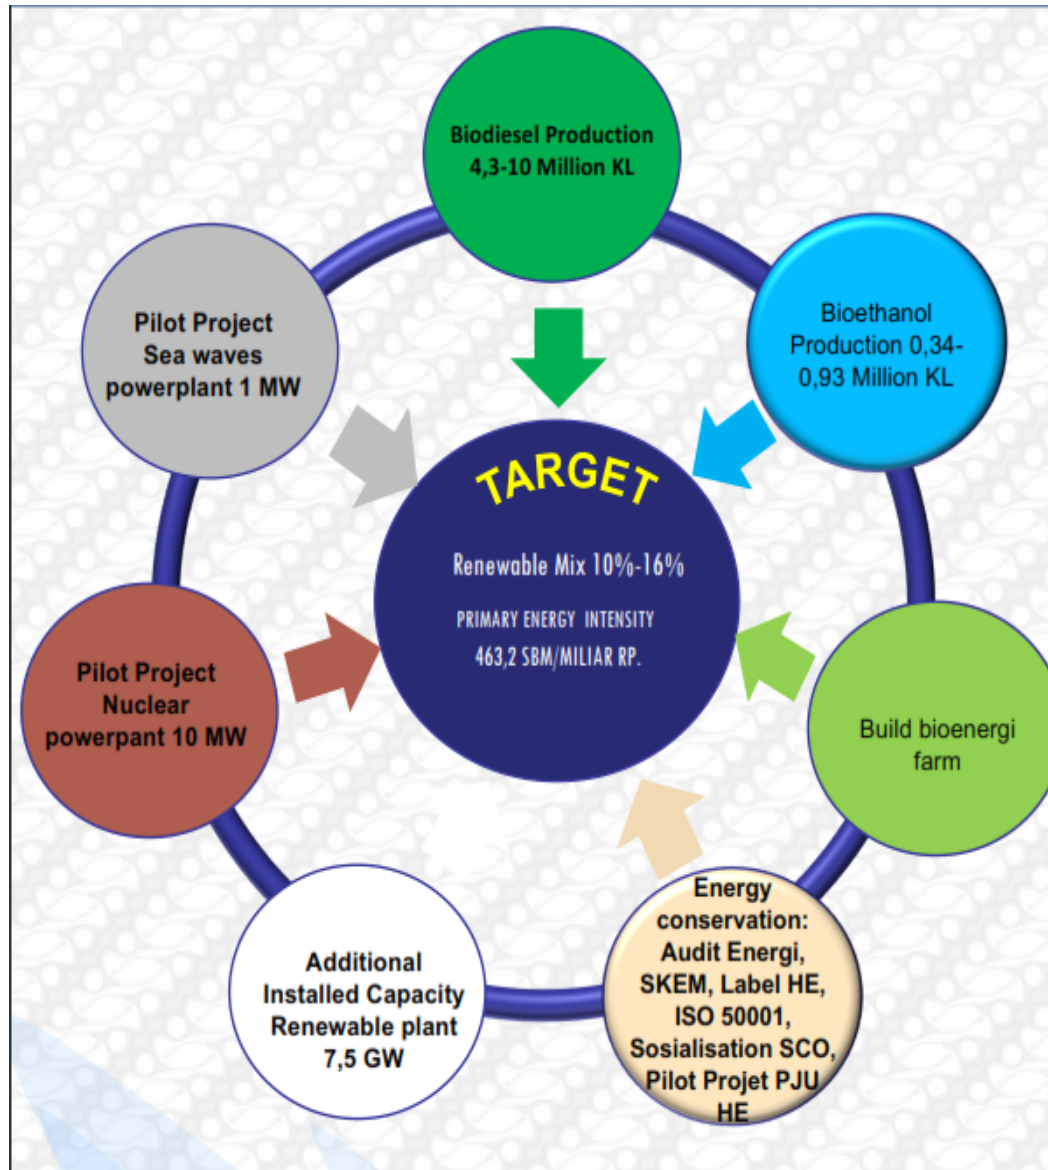 Biodiesel Production
4,3-10 Million KL
Bioethanol
Production 0,34-
0,93 Million KL
Pilot Project
Sea waves
powerplant 1 MW
TARGET
Renewable Mix 10%-16%
PRIMARY ENERGY INTENSITY
463,2 SBM/MILIAR RP.
Pilot Project
Nuclear
powerpant 10 MW
Build bioenergi
farm
Additional
Installed Capacity
Renewable plant
7,5 GW
Energy
conservation:
Audit Energi,
SKEM, Label HE,
ISO 50001,
Sosialisation SCO,
Pilot Projet PJU
HE